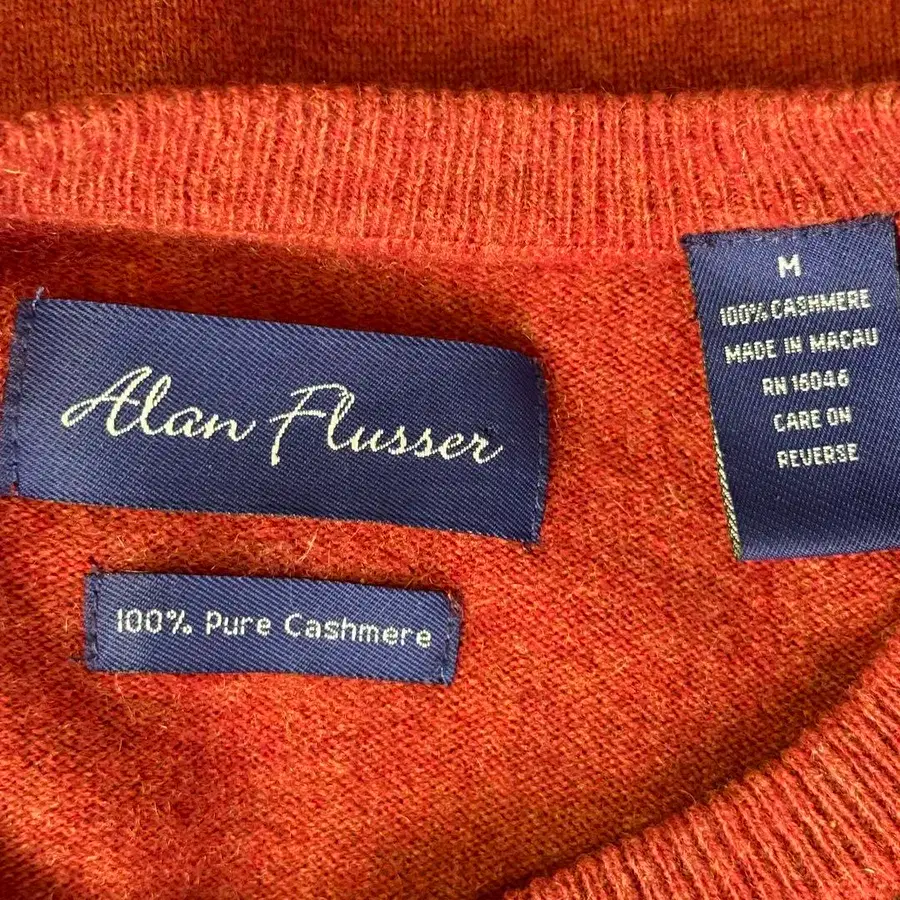 Alan Flusser
100% Pure Cashmere
M
100% CASHMERE
MADE IN MACAU
RN 16046
CARE ON
REVERSE